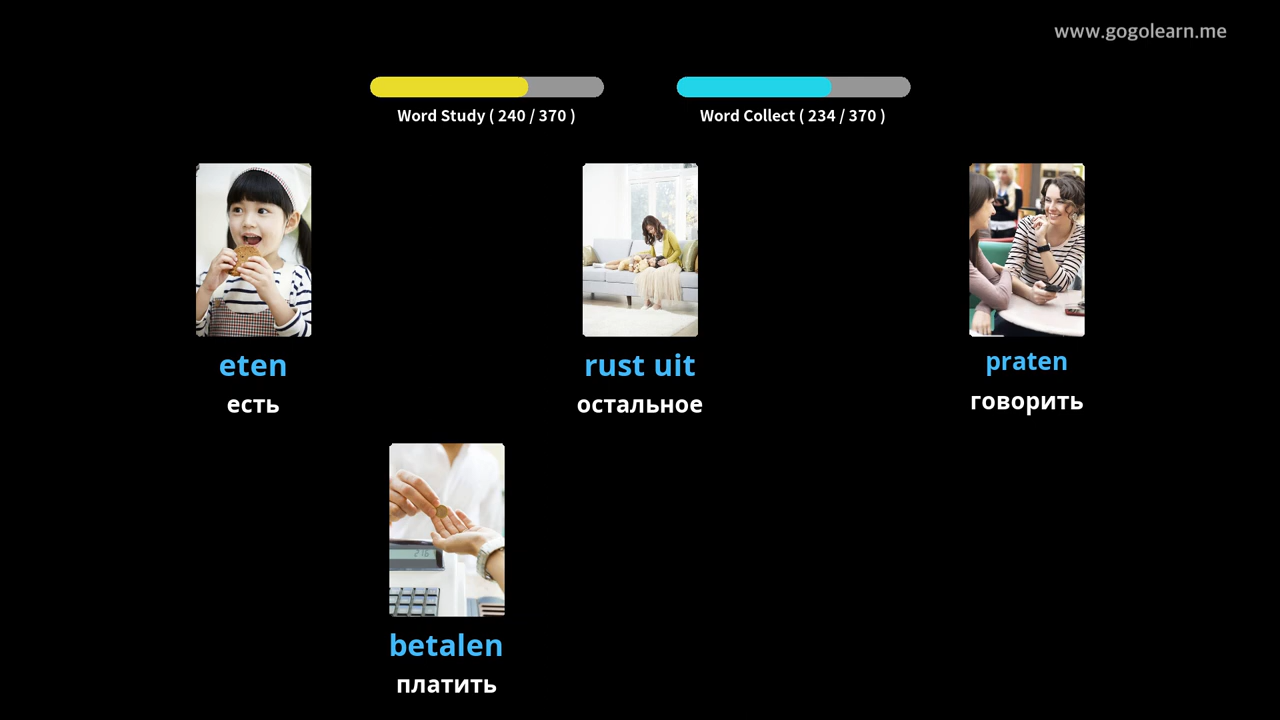 www.gogolearn.me
Word Study ( 240 / 370 )
Word Collect ( 234 / 370 )
eten
rust uit
praten
есть
остальное
говорить
betalen
платить